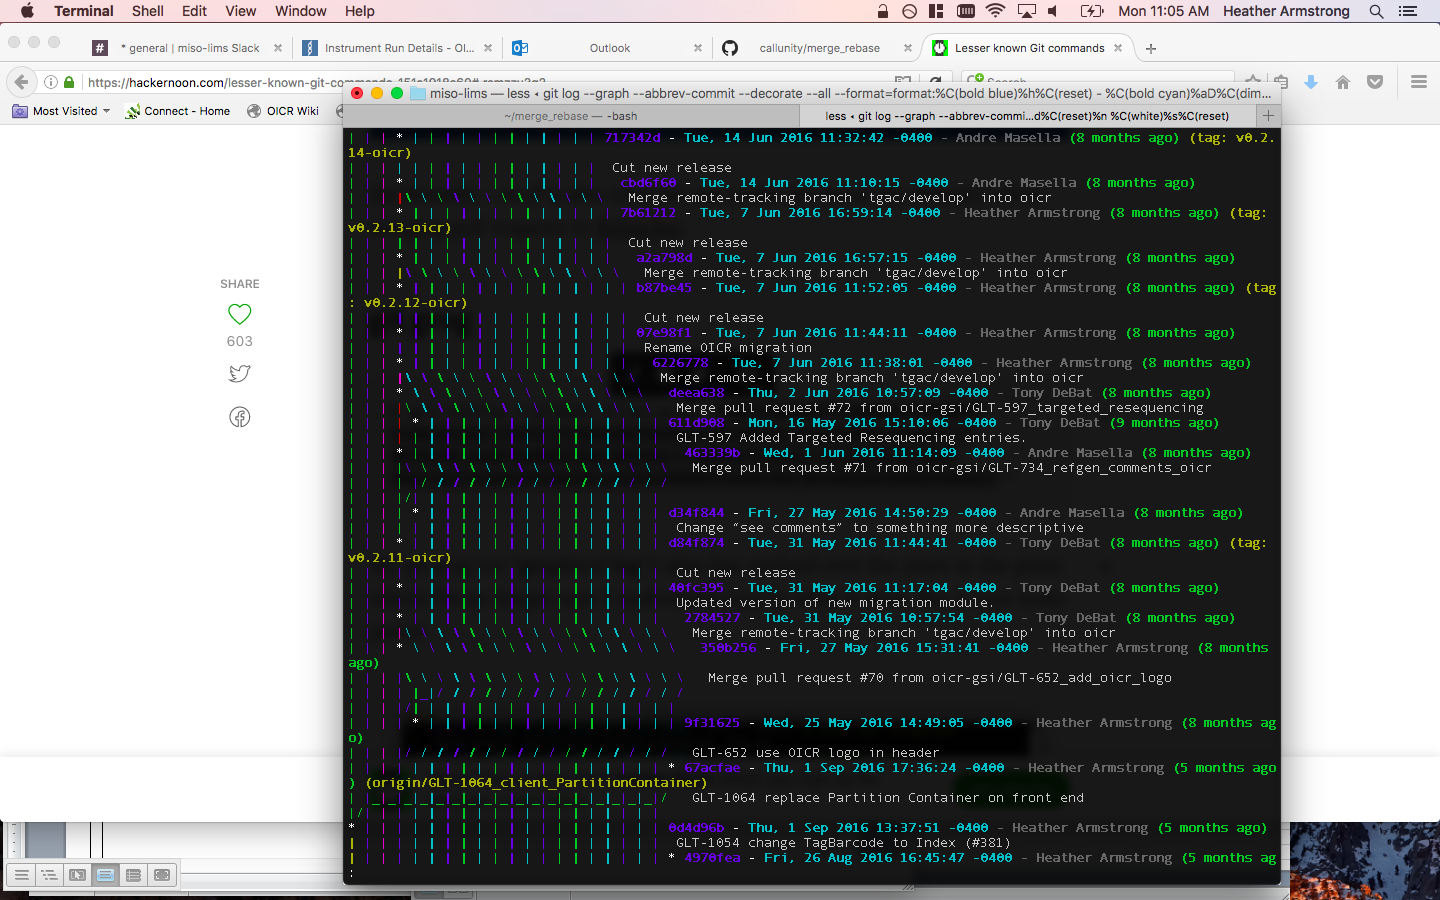 Terminal Shell Edit View Window Help Mon 11:05 AM Heather Armstrong
* general | miso-lims Slack Instrument Run Details - OI... Outlook callunity/merge_rebase Lesser known Git commands
https://hackernoon.com/lesser-known-git-commands Search
Most Visited Connect - Home OICR Wiki
miso-lims — less ◂ git log --graph --abbrev-commit --decorate --all --format=format:%C(bold blue)%h%C(reset) - %C(bold cyan)%aD%C(dim...
~/merge_rebase — -bash less ◂ git log --graph --abbrev-commi...d%C(reset)%n %C(white)%s%C(reset)
717342d - Tue, 14 Jun 2016 11:32:42 -0400 - Andre Masella (8 months ago) (tag: v0.2.
14-oicr)
Cut new release
* cbd6f60 - Tue, 14 Jun 2016 11:10:15 -0400 - Andre Masella (8 months ago)
Merge remote-tracking branch 'tgac/develop' into oicr
* 7b61212 - Tue, 7 Jun 2016 16:59:14 -0400 - Heather Armstrong (8 months ago) (tag:
v0.2.13-oicr)
Cut new release
* a2a798d - Tue, 7 Jun 2016 16:57:15 -0400 - Heather Armstrong (8 months ago)
Merge remote-tracking branch 'tgac/develop' into oicr
* b87be45 - Tue, 7 Jun 2016 11:52:05 -0400 - Heather Armstrong (8 months ago) (tag
: v0.2.12-oicr)
Cut new release
* 07e98f1 - Tue, 7 Jun 2016 11:44:11 -0400 - Heather Armstrong (8 months ago)
Rename OICR migration
* 6226778 - Tue, 7 Jun 2016 11:38:01 -0400 - Heather Armstrong (8 months ago)
Merge remote-tracking branch 'tgac/develop' into oicr
* deea638 - Thu, 2 Jun 2016 10:57:09 -0400 - Tony DeBat (8 months ago)
Merge pull request #72 from oicr-gsi/GLT-597_targeted_resequencing
* 611d908 - Mon, 16 May 2016 15:10:06 -0400 - Tony DeBat (9 months ago)
GLT-597 Added Targeted Resequencing entries.
* 463339b - Wed, 1 Jun 2016 11:14:09 -0400 - Andre Masella (8 months ago)
Merge pull request #71 from oicr-gsi/GLT-734_refgen_comments_oicr
* d34f844 - Fri, 27 May 2016 14:50:29 -0400 - Andre Masella (8 months ago)
Change “see comments” to something more descriptive
* d84f874 - Tue, 31 May 2016 11:44:41 -0400 - Tony DeBat (8 months ago) (tag:
v0.2.11-oicr)
Cut new release
* 40fc395 - Tue, 31 May 2016 11:17:04 -0400 - Tony DeBat (8 months ago)
Updated version of new migration module.
* 2784527 - Tue, 31 May 2016 10:57:54 -0400 - Tony DeBat (8 months ago)
Merge remote-tracking branch 'tgac/develop' into oicr
* 350b256 - Fri, 27 May 2016 15:31:41 -0400 - Heather Armstrong (8 months
ago)
Merge pull request #70 from oicr-gsi/GLT-652_add_oicr_logo
* 9f31625 - Wed, 25 May 2016 14:49:05 -0400 - Heather Armstrong (8 months ag
o)
GLT-652 use OICR logo in header
* 67acfae - Thu, 1 Sep 2016 17:36:24 -0400 - Heather Armstrong (5 months ago
) (origin/GLT-1064_client_PartitionContainer)
GLT-1064 replace Partition Container on front end
* 0d4d96b - Thu, 1 Sep 2016 13:37:51 -0400 - Heather Armstrong (5 months ago)
GLT-1054 change TagBarcode to Index (#381)
* 4970fea - Fri, 26 Aug 2016 16:45:47 -0400 - Heather Armstrong (5 months ag
:
SHARE
603